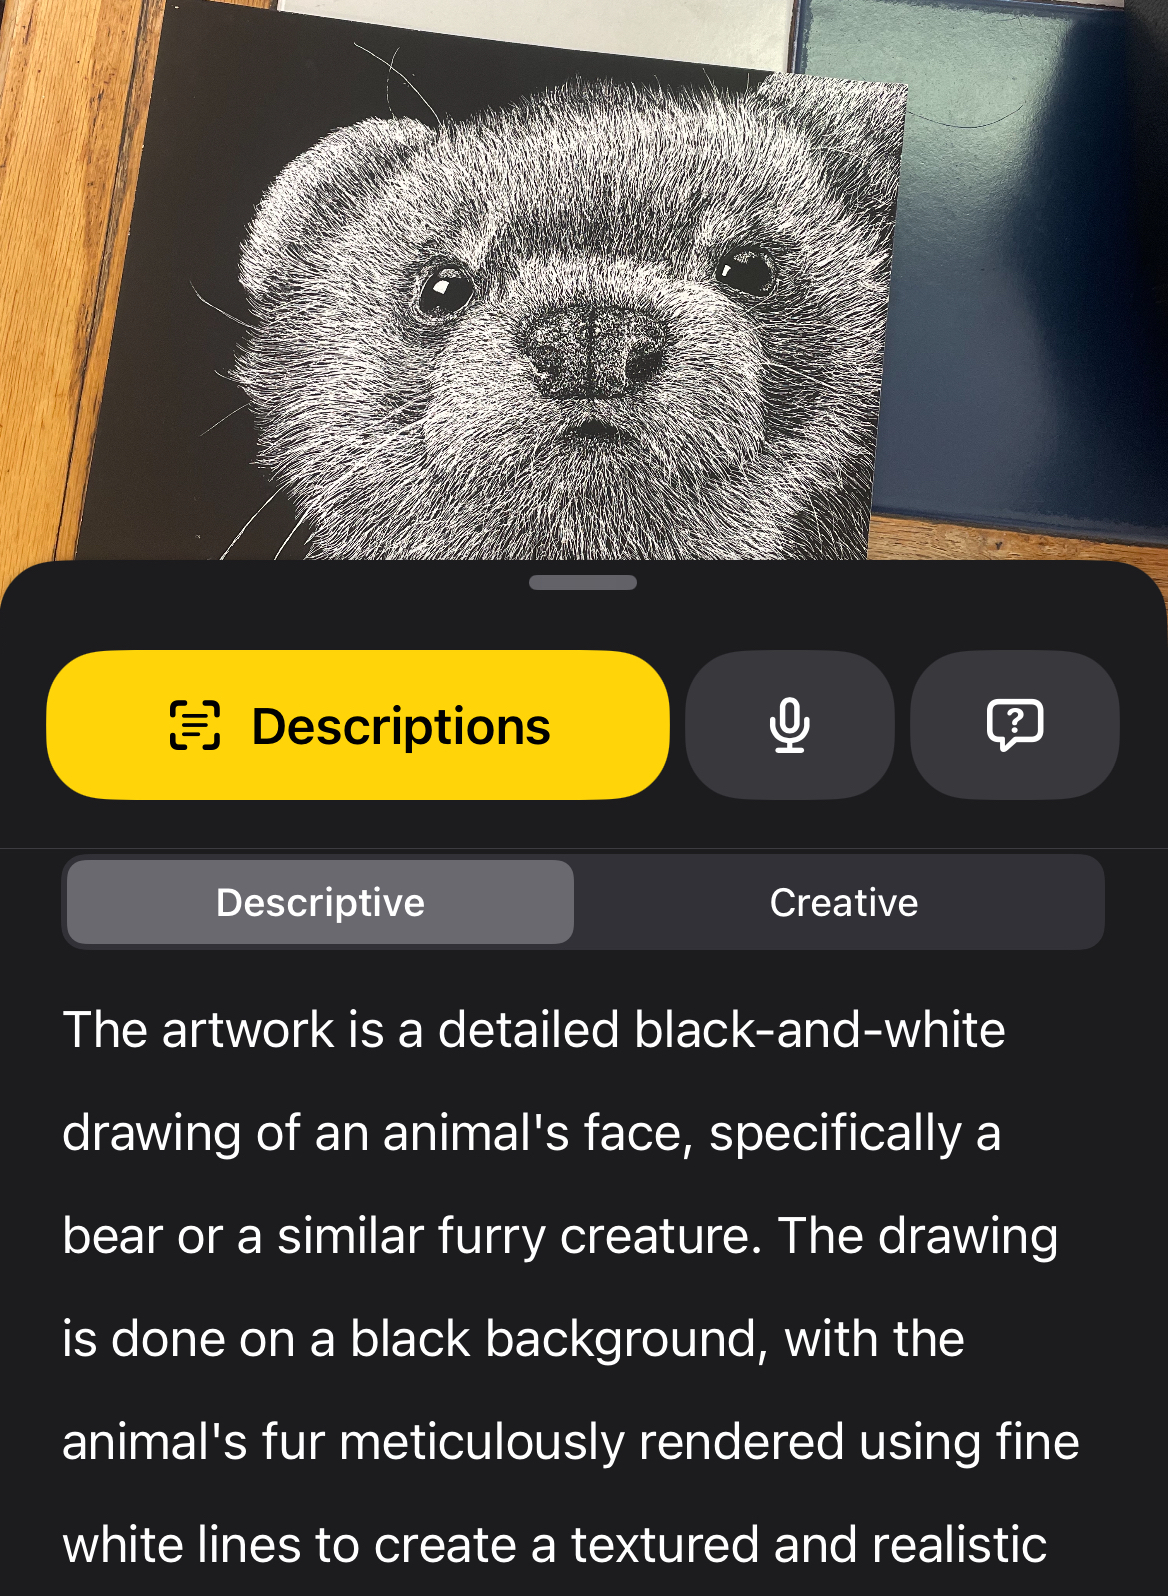 Descriptions
Descriptive
Creative
The artwork is a detailed black-and-white
drawing of an animal's face, specifically a
bear or a similar furry creature. The drawing
is done on a black background, with the
animal's fur meticulously rendered using fine
white lines to create a textured and realistic